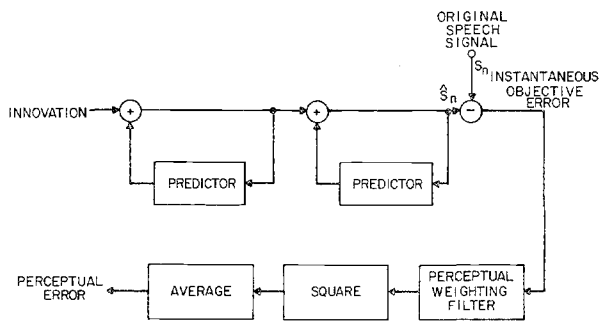 ORIGINAL
SPEECH
SIGNAL
Sn
INSTANTANEOUS
OBJECTIVE
ERROR
Ŝn
INNOVATION
+
+
−
PREDICTOR
PREDICTOR
PERCEPTUAL
ERROR
AVERAGE
SQUARE
PERCEPTUAL
WEIGHTING
FILTER